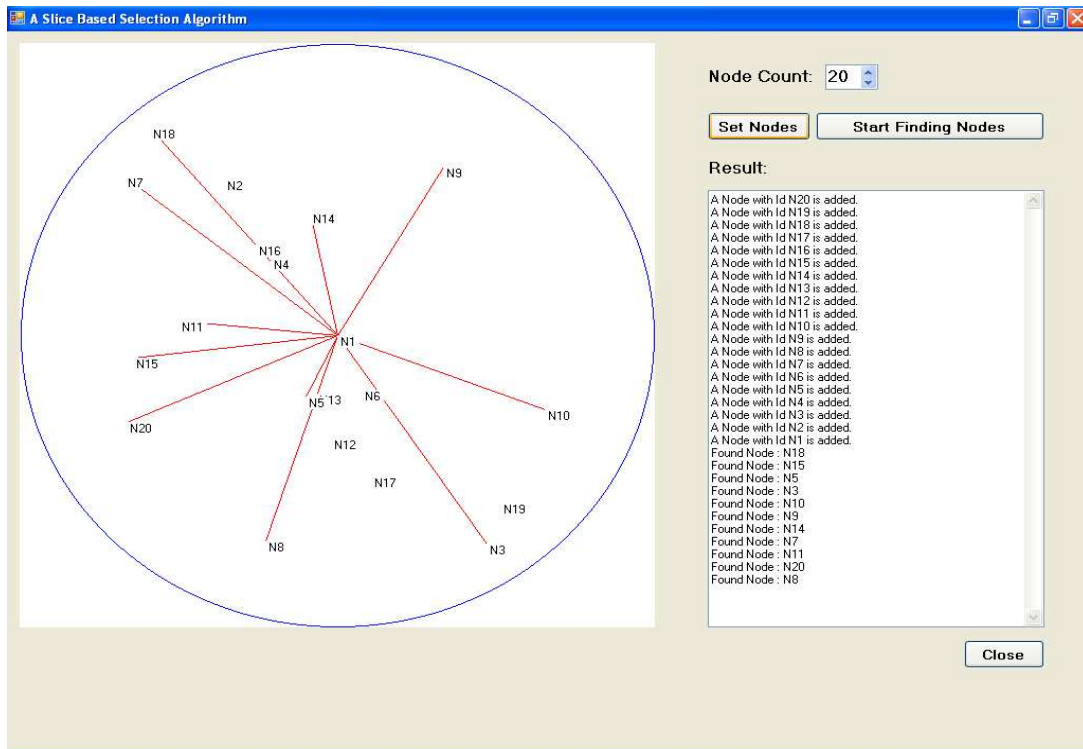 A Slice Based Selection Algorithm
Node Count: 20
Set Nodes
Start Finding Nodes
Result:
N18
N7
N2
N9
N14
N16
N4
N11
N1
N15
N5
13
N6
N10
N20
N12
N17
N19
N8
N3
A Node with Id N20 is added.
A Node with Id N19 is added.
A Node with Id N18 is added.
A Node with Id N17 is added.
A Node with Id N16 is added.
A Node with Id N15 is added.
A Node with Id N14 is added.
A Node with Id N13 is added.
A Node with Id N12 is added.
A Node with Id N11 is added.
A Node with Id N10 is added.
A Node with Id N9 is added.
A Node with Id N8 is added.
A Node with Id N7 is added.
A Node with Id N6 is added.
A Node with Id N5 is added.
A Node with Id N4 is added.
A Node with Id N3 is added.
A Node with Id N2 is added.
A Node with Id N1 is added.
Found Node : N18
Found Node : N15
Found Node : N5
Found Node : N3
Found Node : N10
Found Node : N9
Found Node : N14
Found Node : N7
Found Node : N11
Found Node : N20
Found Node : N8
Close